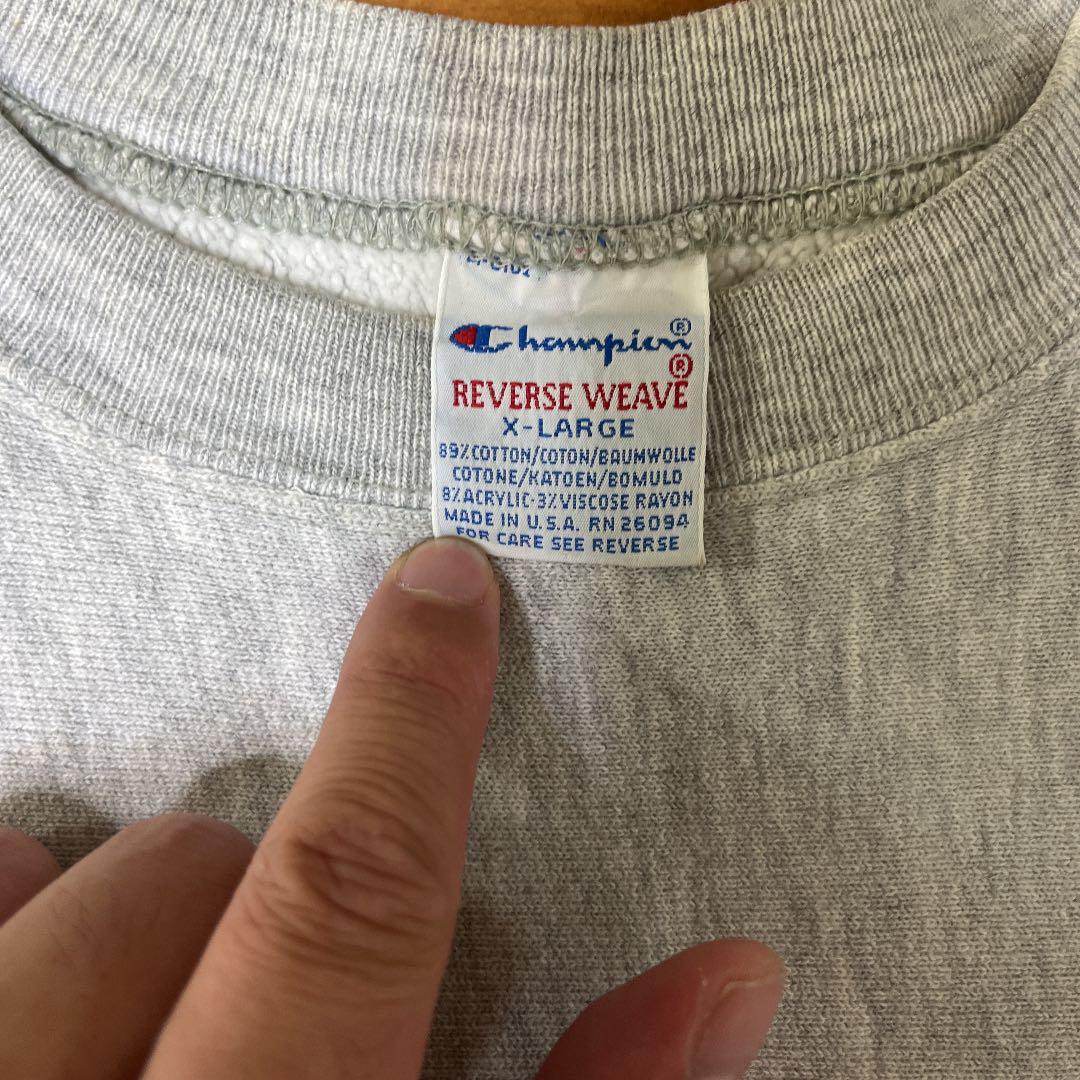 Champion®
REVERSE WEAVE®
X-LARGE
89%COTTON/COTON/BAUMWOLLE
COTONE/KATOEN/BOMULD
8%ACRYLIC-3%VISCOSE RAYON
MADE IN U.S.A. RN 26094
FOR CARE SEE REVERSE